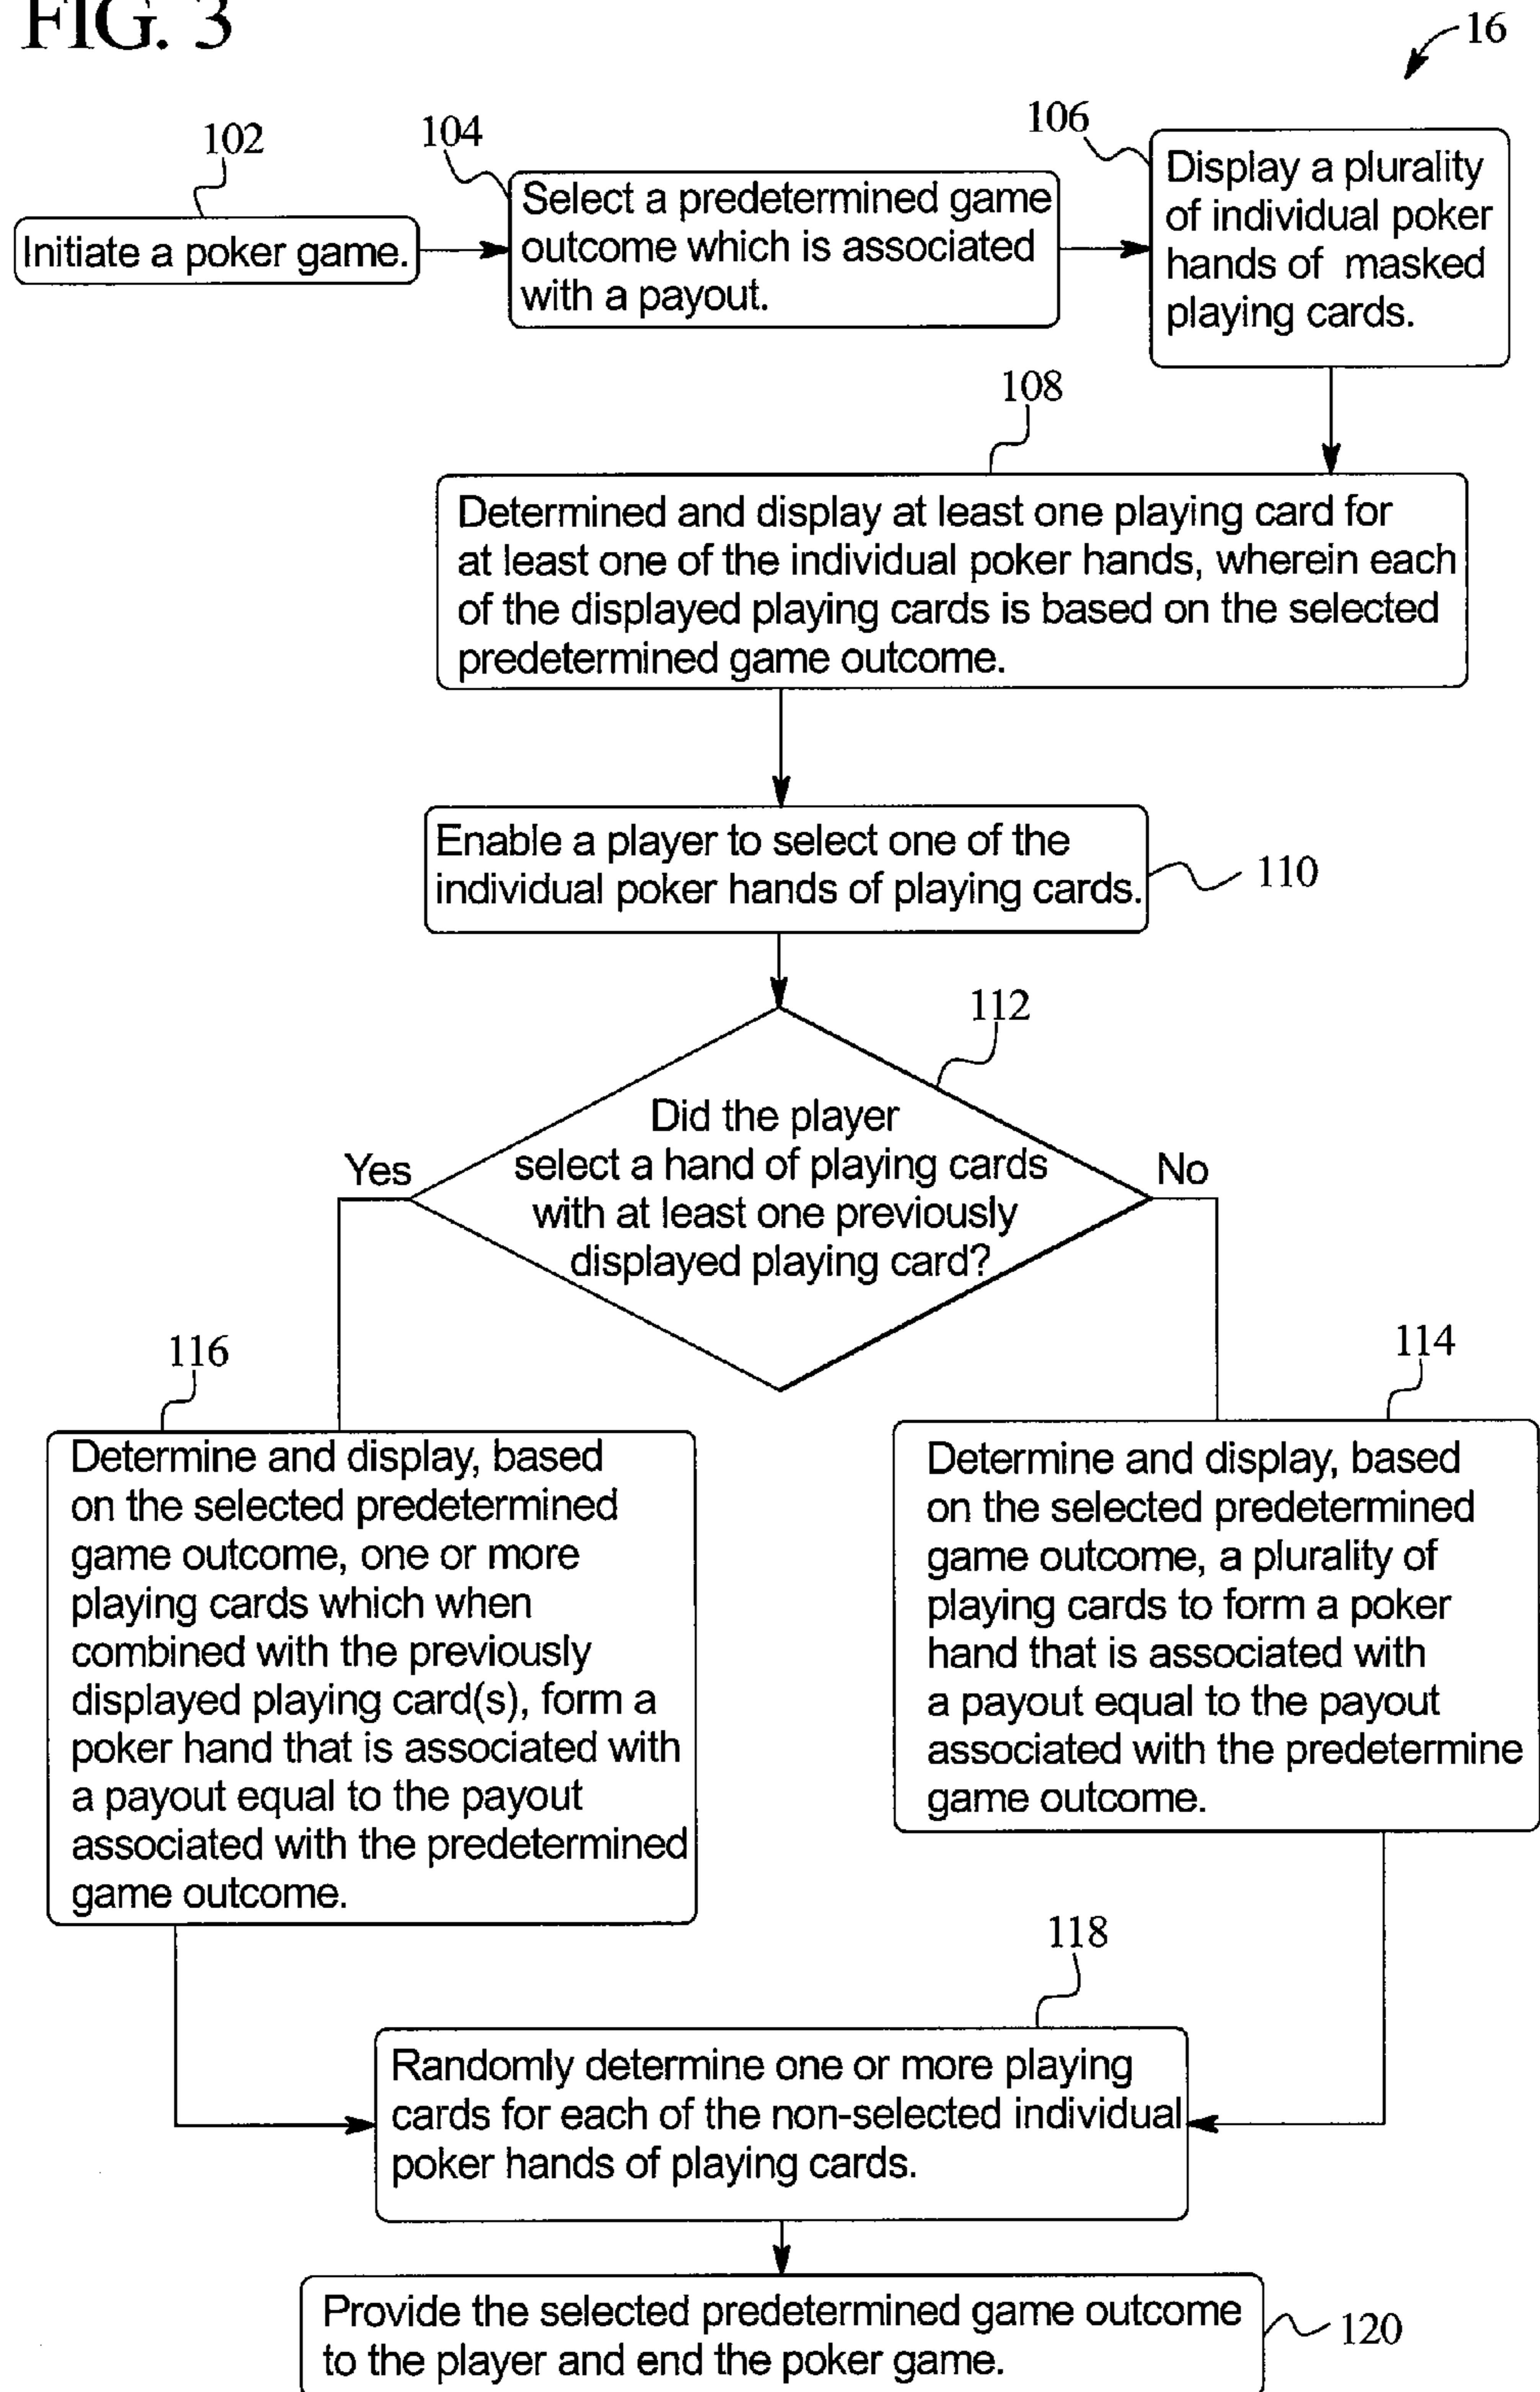 FIG. 3
16
102
104
106
Initiate a poker game.
Select a predetermined game
outcome which is associated
with a payout.
Display a plurality
of individual poker
hands of masked
playing cards.
108
Determined and display at least one playing card for
at least one of the individual poker hands, wherein each
of the displayed playing cards is based on the selected
predetermined game outcome.
Enable a player to select one of the
individual poker hands of playing cards.
110
112
Did the player
select a hand of playing cards
with at least one previously
displayed playing card?
Yes
No
116
Determine and display, based
on the selected predetermined
game outcome, one or more
playing cards which when
combined with the previously
displayed playing card(s), form a
poker hand that is associated with
a payout equal to the payout
associated with the predetermined
game outcome.
114
Determine and display, based
on the selected predetermined
game outcome, a plurality of
playing cards to form a poker
hand that is associated with
a payout equal to the payout
associated with the predetermine
game outcome.
118
Randomly determine one or more playing
cards for each of the non-selected individual
poker hands of playing cards.
Provide the selected predetermined game outcome
to the player and end the poker game.
120